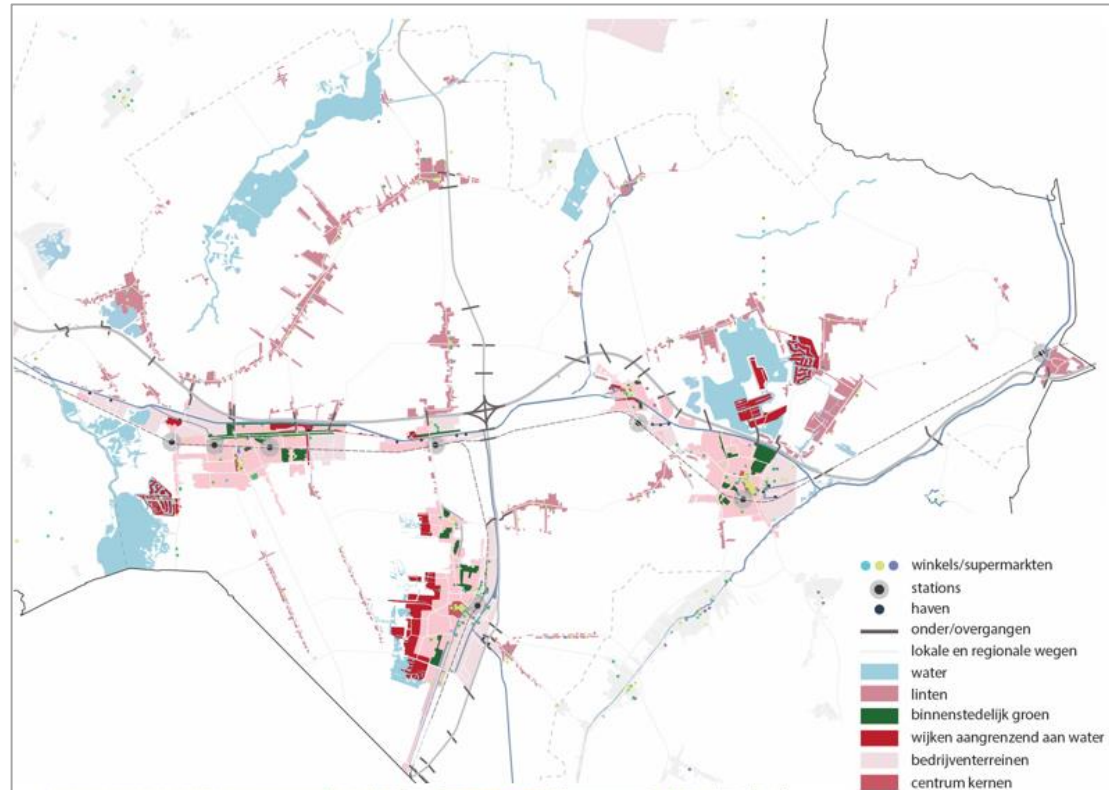 winkels/supermarkten
stations
haven
onder/overgangen
lokale en regionale wegen
water
linten
binnenstedelijk groen
wijken aangrenzend aan water
bedrijventerreinen
centrum kernen